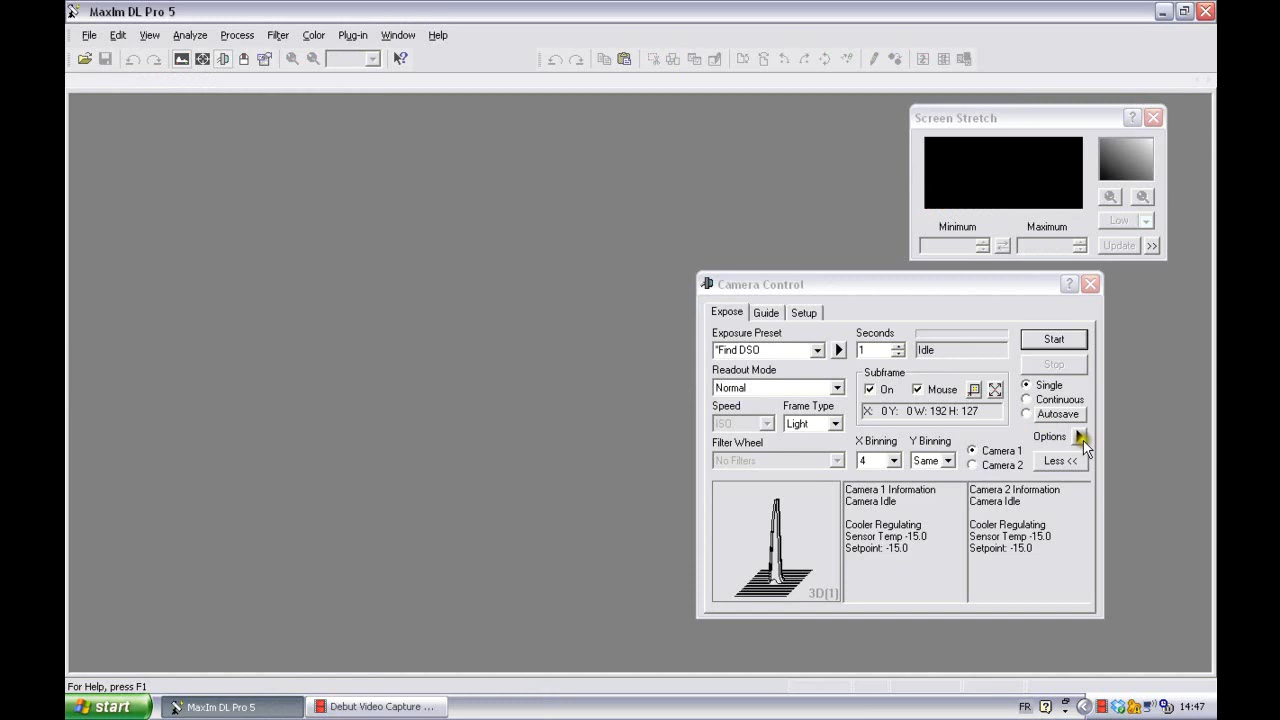 MaxIm DL Pro 5
File Edit View Analyze Process Filter Color Plug-in Window Help
Screen Stretch
Minimum Maximum
Low
Update >>
Camera Control
Expose Guide Setup
Exposure Preset Seconds
"Find DSO 1 Idle Start
Readout Mode Subframe Stop
Normal On Mouse Single
Speed Frame Type X: 0 Y: 0 W: 192 H: 127 Continuous
ISO Light Autosave
Filter Wheel X Binning Y Binning Options
No Filters 4 Same Camera 1
Camera 2 Less <<
Camera 1 Information Camera 2 Information
Camera Idle Camera Idle
Cooler Regulating Cooler Regulating
Sensor Temp -15.0 Sensor Temp -15.0
Setpoint: -15.0 Setpoint: -15.0
3D(1)
For Help, press F1
start MaxIm DL Pro 5 Debut Video Capture ... FR 14:47